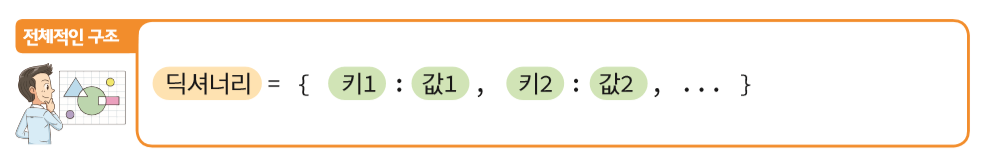 전체적인 구조
딕셔너리 = { 키1 : 값1 , 키2 : 값2 , ... }